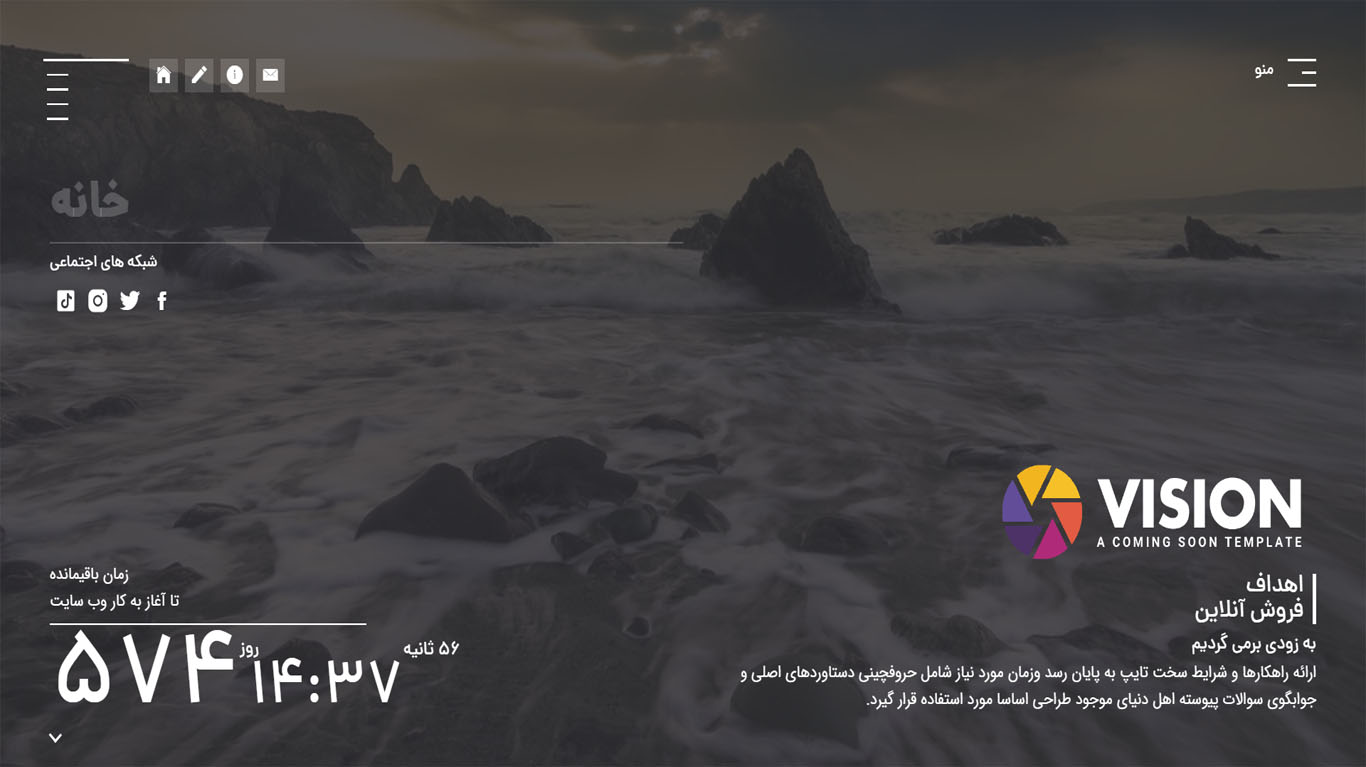 منو
خانه
شبکه های اجتماعی
VISION
A COMING SOON TEMPLATE
اهداف
فروش آنلاین
به زودی برمی گردیم
ارائه راهکارها و شرایط سخت تایپ به پایان رسد وزمان مورد نیاز شامل حروفچینی دستاوردهای اصلی و
جوابگوی سوالات پیوسته اهل دنیای موجود طراحی اساسا مورد استفاده قرار گیرد.
زمان باقیمانده
تا آغاز به کار وب سایت
۵۷۴ روز ۱۴:۳۷ ۵۶ ثانیه